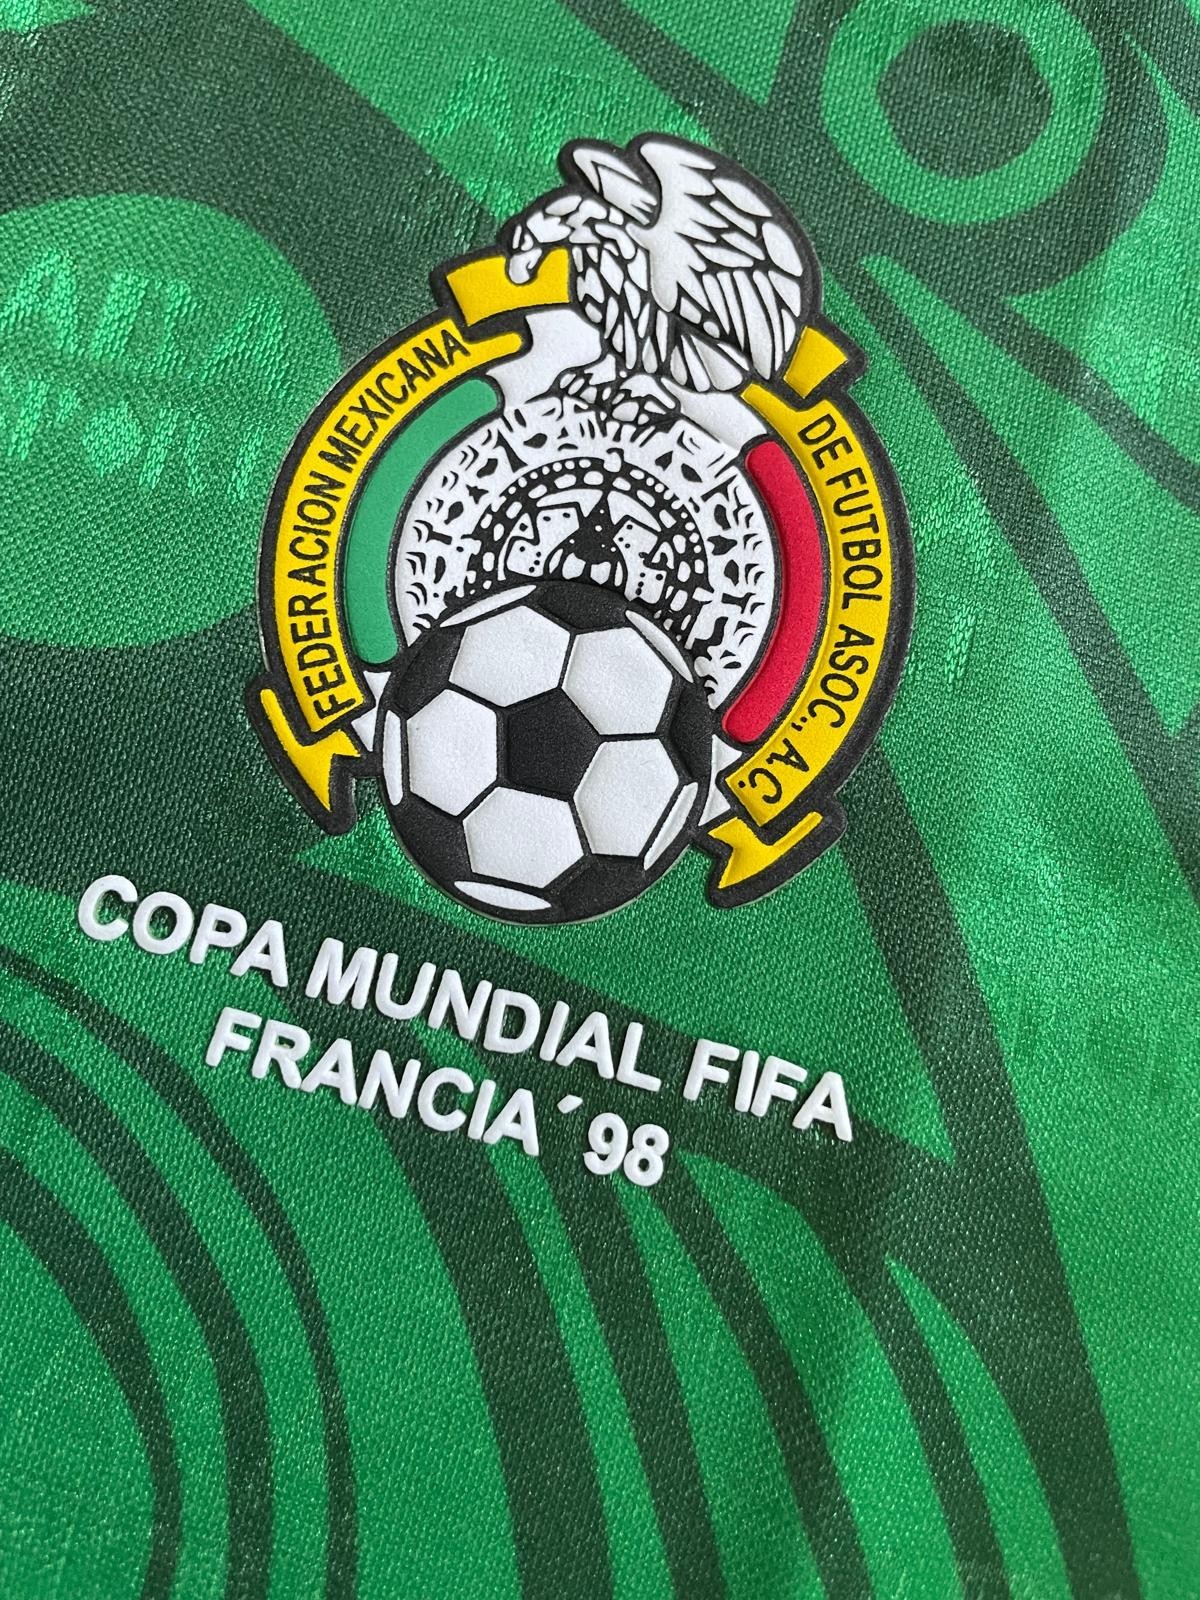 FEDERACION MEXICANA
DE FUTBOL ASOC., A.C.
COPA MUNDIAL FIFA
FRANCIA´98